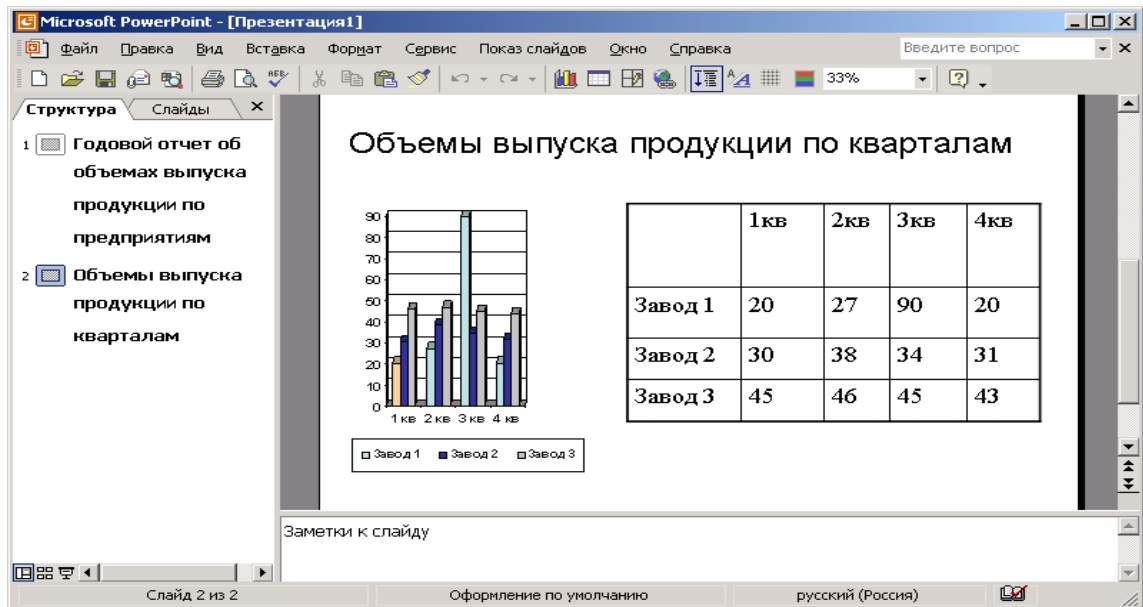 Microsoft PowerPoint - [Презентация1]
Файл Правка Вид Вставка Формат Сервис Показ слайдов Окно Справка Введите вопрос
33%
Структура Слайды
1 Годовой отчет об
объемах выпуска
продукции по
предприятиям
2 Объемы выпуска
продукции по
кварталам
Объемы выпуска продукции по кварталам
90
80
70
60
50
40
30
20
10
0
1 кв 2 кв 3 кв 4 кв
Завод 1 Завод 2 Завод 3
1кв 2кв 3кв 4кв
Завод 1 20 27 90 20
Завод 2 30 38 34 31
Завод 3 45 46 45 43
Заметки к слайду
Слайд 2 из 2 Оформление по умолчанию русский (Россия)